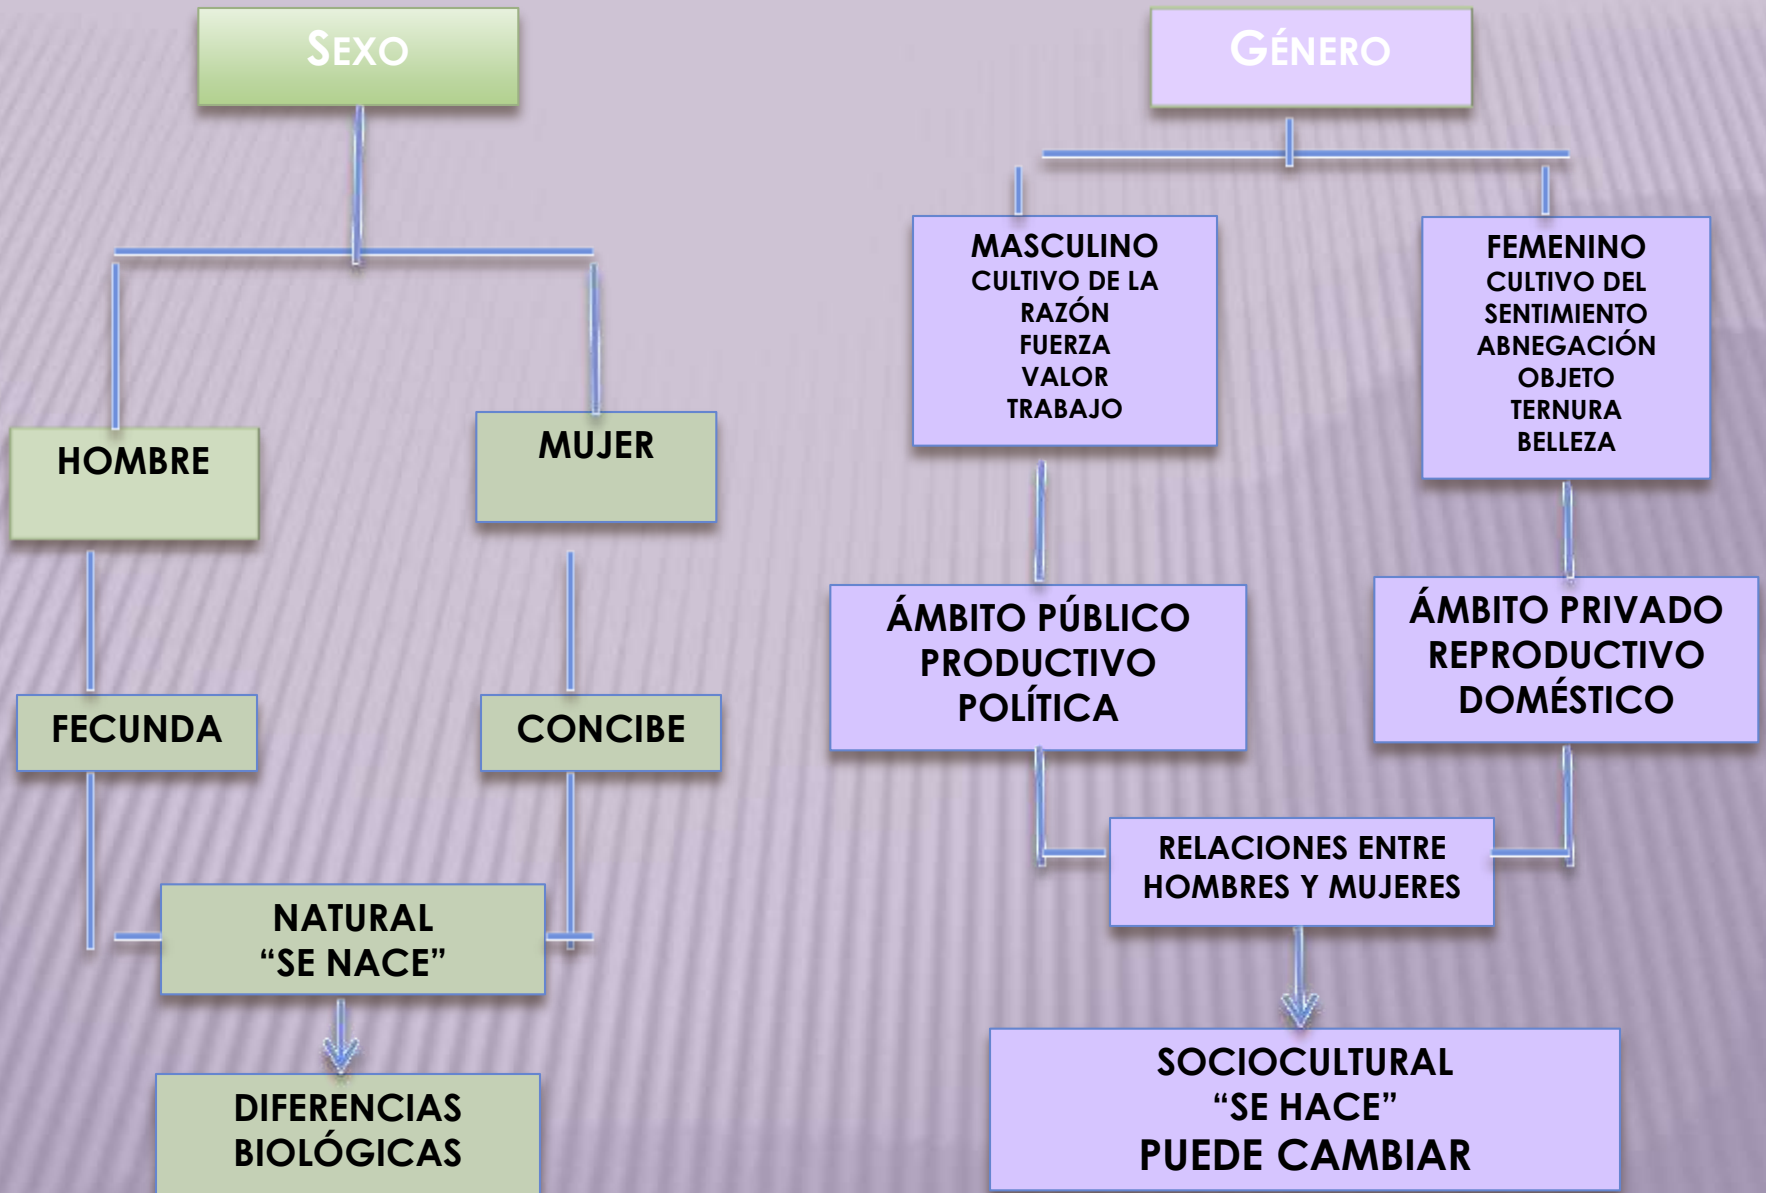 SEXO
HOMBRE
MUJER
FECUNDA
CONCIBE
NATURAL
“SE NACE”
DIFERENCIAS
BIOLÓGICAS
GÉNERO
MASCULINO
CULTIVO DE LA
RAZÓN
FUERZA
VALOR
TRABAJO
FEMENINO
CULTIVO DEL
SENTIMIENTO
ABNEGACIÓN
OBJETO
TERNURA
BELLEZA
ÁMBITO PÚBLICO
PRODUCTIVO
POLÍTICA
ÁMBITO PRIVADO
REPRODUCTIVO
DOMÉSTICO
RELACIONES ENTRE
HOMBRES Y MUJERES
SOCIOCULTURAL
“SE HACE”
PUEDE CAMBIAR